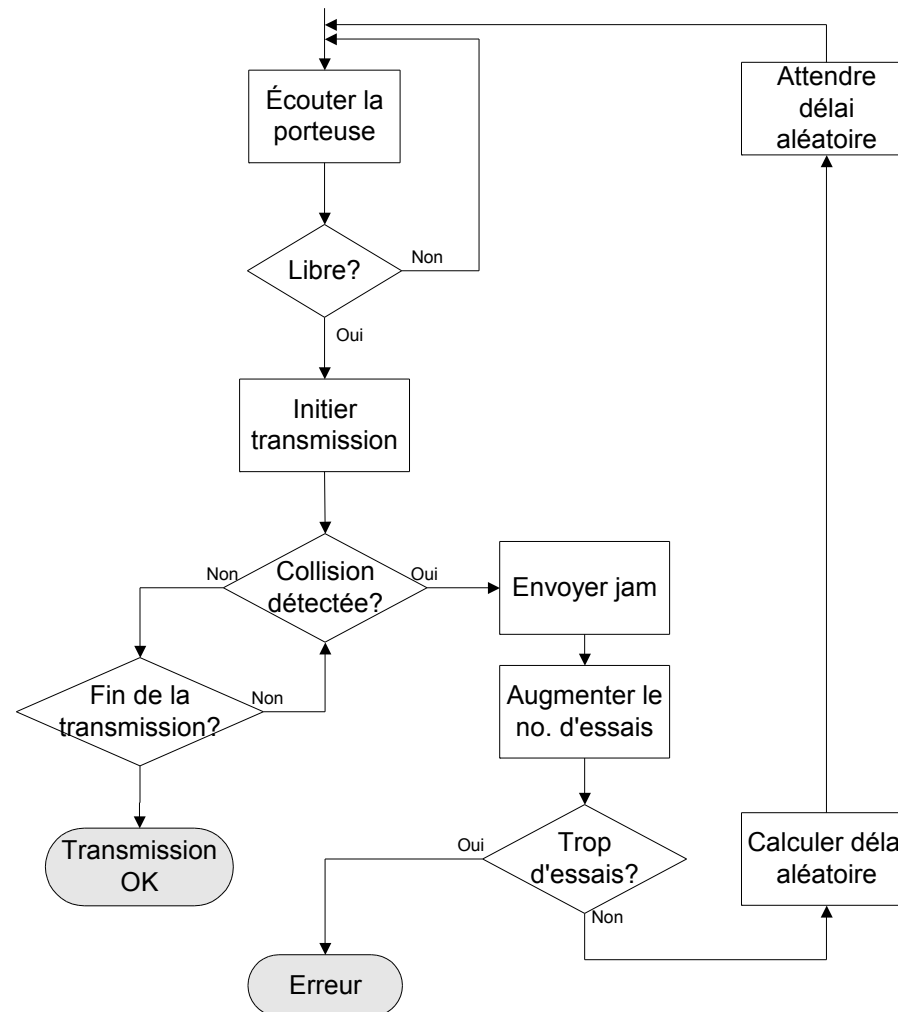 Écouter la
porteuse
Attendre
délai
aléatoire
Libre?
Non
Oui
Initier
transmission
Non
Collision
détectée?
Oui
Envoyer jam
Fin de la
transmission?
Non
Augmenter le
no. d'essais
Transmission
OK
Oui
Trop
d'essais?
Non
Calculer déla
aléatoire
Erreur